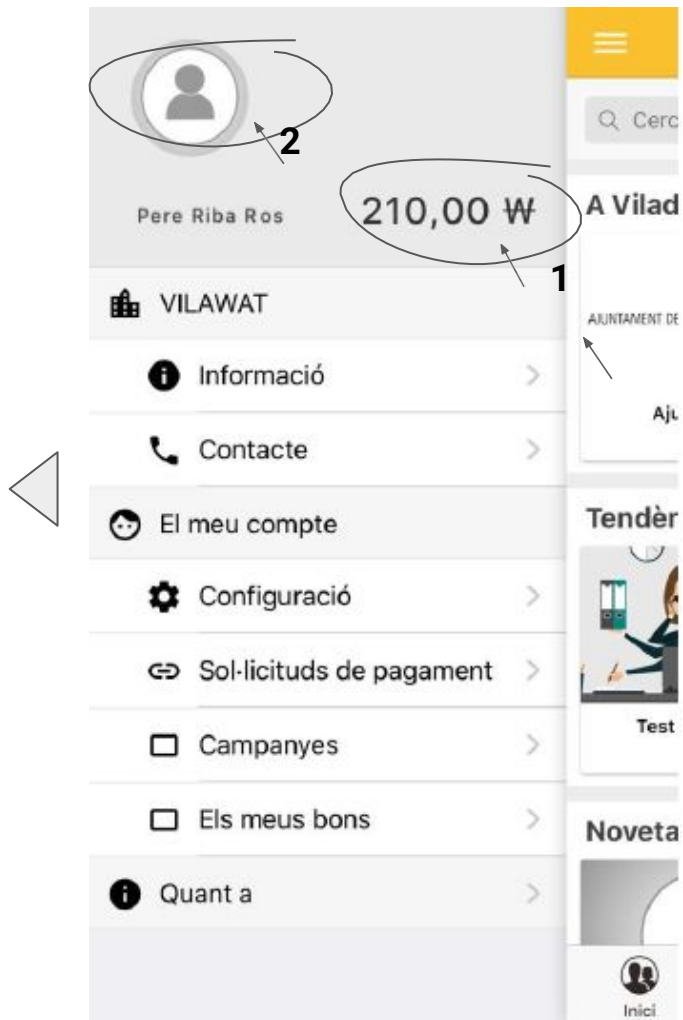 2
Pere Riba Ros
210,00 ₩
1
VILAWAT
Informació
Contacte
El meu compte
Configuració
Sol·licituds de pagament
Campanyes
Els meus bons
Quant a
Cerc
A Vilad
AJUNTAMENT DE
Aju
Tendèn
Test
Noveta
Inici